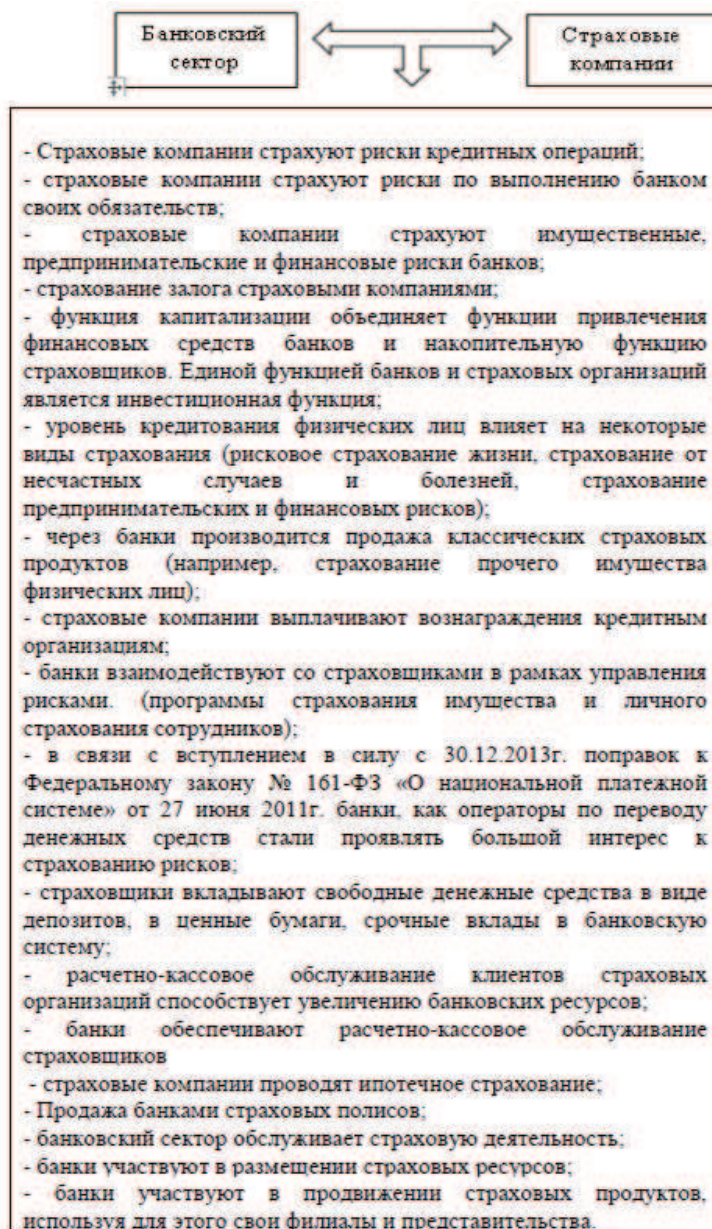 Банковский
сектор
Страховые
компании
- Страховые компании страхуют риски кредитных операций;
- страховые компании страхуют риски по выполнению банком
своих обязательств;
- страховые компании страхуют имущественные,
предпринимательские и финансовые риски банков;
- страхование залога страховыми компаниями;
- функция капитализации объединяет функции привлечения
финансовых средств банков и накопительную функцию
страховщиков. Единой функцией банков и страховых организаций
является инвестиционная функция;
- уровень кредитования физических лиц влияет на некоторые
виды страхования (рисковое страхование жизни, страхование от
несчастных случаев и болезней, страхование
предпринимательских и финансовых рисков);
- через банки производится продажа классических страховых
продуктов (например, страхование прочего имущества
физических лиц);
- страховые компании выплачивают вознаграждения кредитным
организациям;
- банки взаимодействуют со страховщиками в рамках управления
рисками. (программы страхования имущества и личного
страхования сотрудников);
- в связи с вступлением в силу с 30.12.2013г. поправок к
Федеральному закону № 161-ФЗ «О национальной платежной
системе» от 27 июня 2011г. банки, как операторы по переводу
денежных средств стали проявлять большой интерес к
страхованию рисков;
- страховщики вкладывают свободные денежные средства в виде
депозитов, в ценные бумаги, срочные вклады в банковскую
систему;
- расчетно-кассовое обслуживание клиентов страховых
организаций способствует увеличению банковских ресурсов;
- банки обеспечивают расчетно-кассовое обслуживание
страховщиков
- страховые компании проводят ипотечное страхование;
- Продажа банками страховых полисов;
- банковский сектор обслуживает страховую деятельность;
- банки участвуют в размещении страховых ресурсов;
- банки участвуют в продвижении страховых продуктов,
используя для этого свои филиалы и представительства.